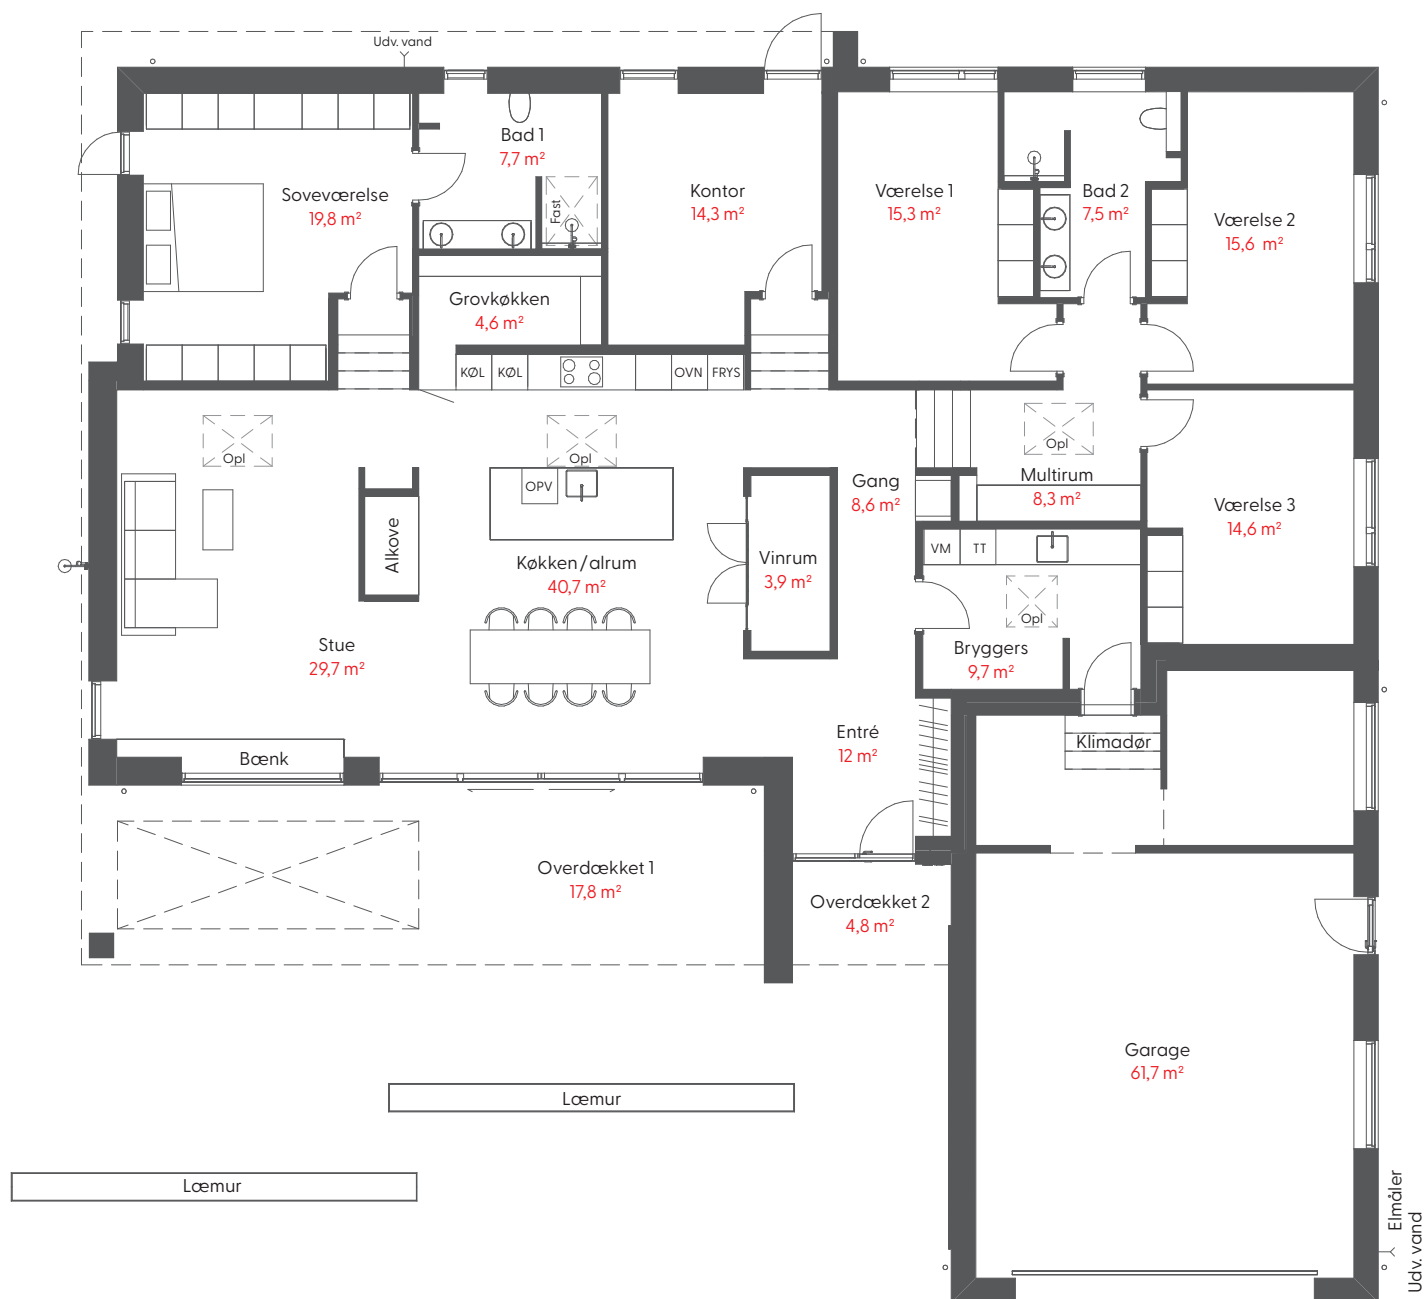 Udv. vand
Bad 1
7,7 m²
Soveværelse
19,8 m²
Fast
Kontor
14,3 m²
Værelse 1
15,3 m²
Bad 2
7,5 m²
Værelse 2
15,6 m²
Grovkøkken
4,6 m²
KØL
KØL
OVN
FRYS
Opl
Opl
Opl
OPV
Alkove
Køkken/alrum
40,7 m²
Vinrum
3,9 m²
Gang
8,6 m²
Multirum
8,3 m²
Værelse 3
14,6 m²
VM
TT
Opl
Bryggers
9,7 m²
Stue
29,7 m²
Entré
12 m²
Klimadør
Bænk
Overdækket 1
17,8 m²
Overdækket 2
4,8 m²
Garage
61,7 m²
Læmur
Læmur
Elmåler
Udv. vand